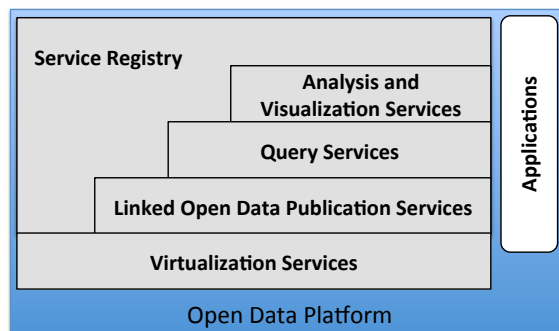 Service Registry
Analysis and
Visualization Services
Query Services
Linked Open Data Publication Services
Virtualization Services
Applications
Open Data Platform